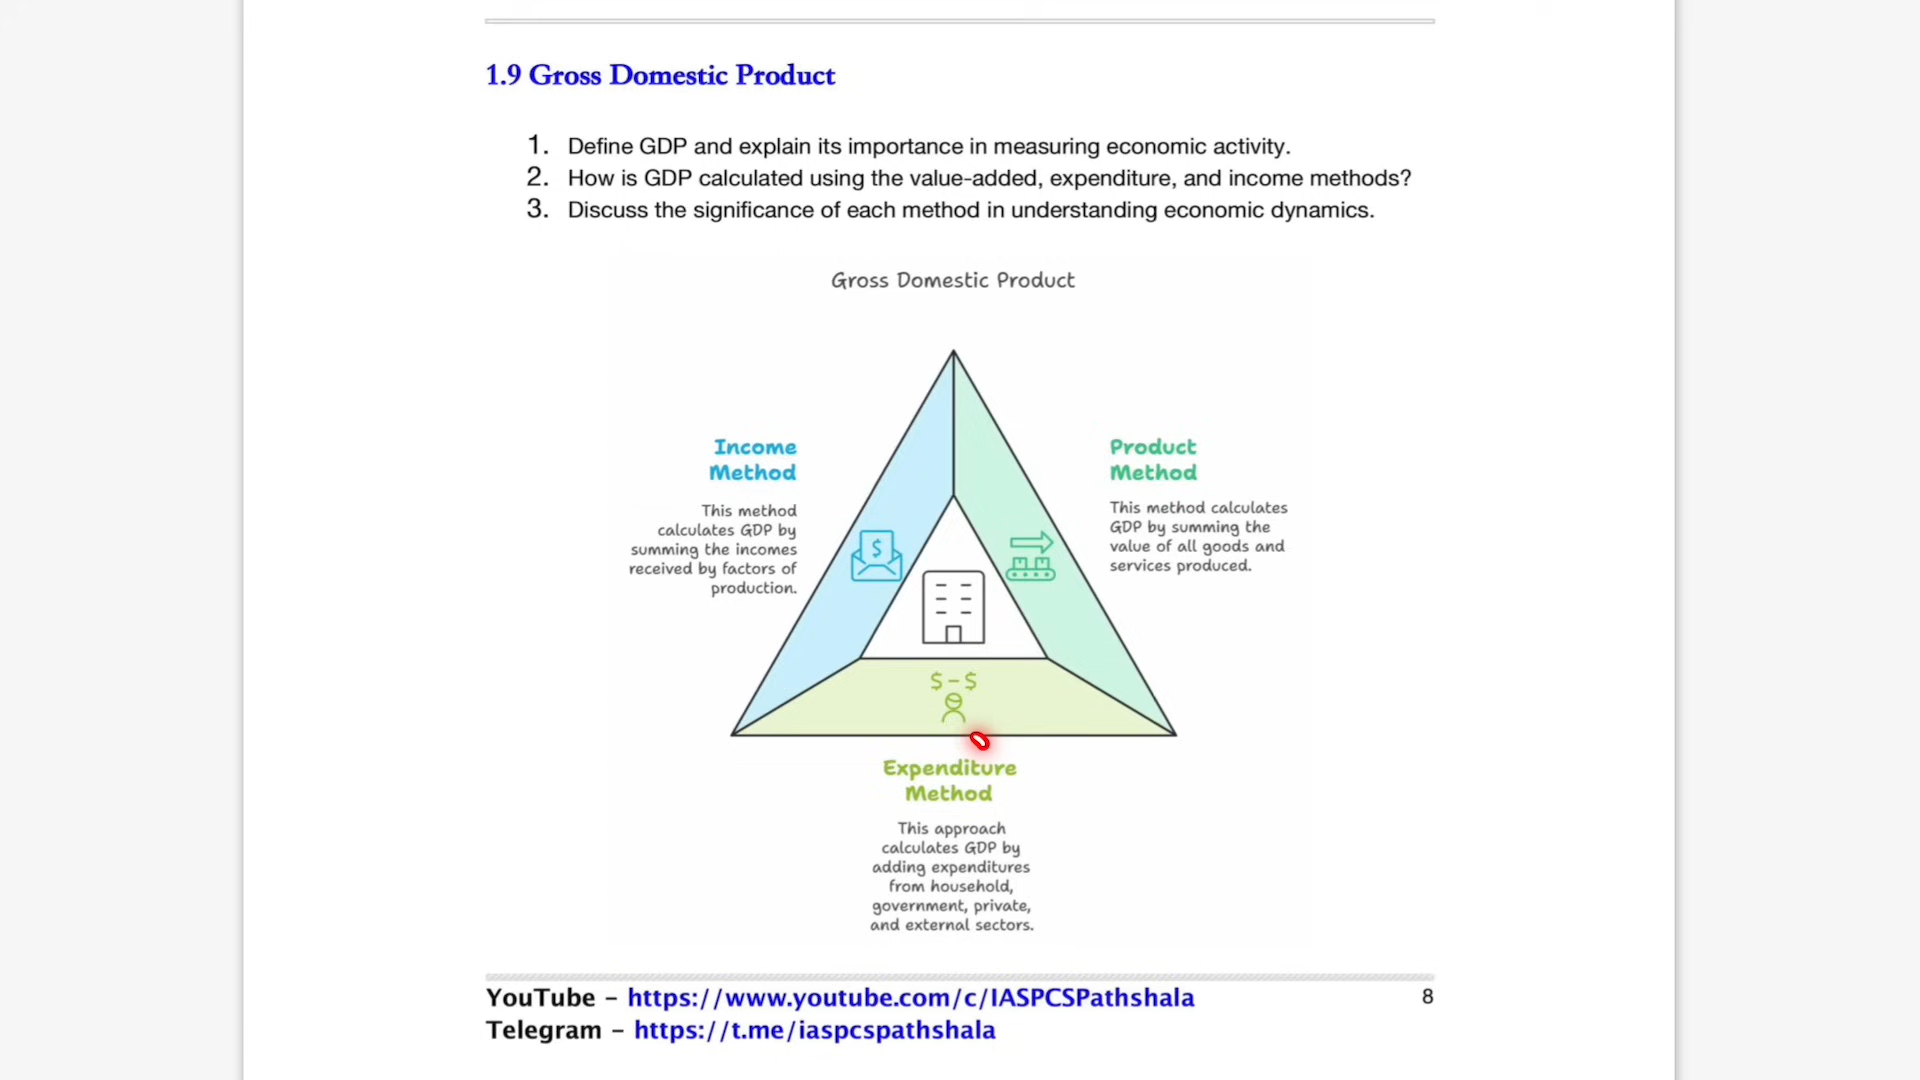 1.9 Gross Domestic Product
1. Define GDP and explain its importance in measuring economic activity.
2. How is GDP calculated using the value-added, expenditure, and income methods?
3. Discuss the significance of each method in understanding economic dynamics.
Gross Domestic Product
Income
Method
This method
calculates GDP by
summing the incomes
received by factors of
production.
Product
Method
This method calculates
GDP by summing the
value of all goods and
services produced.
$
$ - $
Expenditure
Method
This approach
calculates GDP by
adding expenditures
from household,
government, private,
and external sectors.
YouTube – https://www.youtube.com/c/IASPCSPathshala
8
Telegram – https://t.me/iaspcspathshala